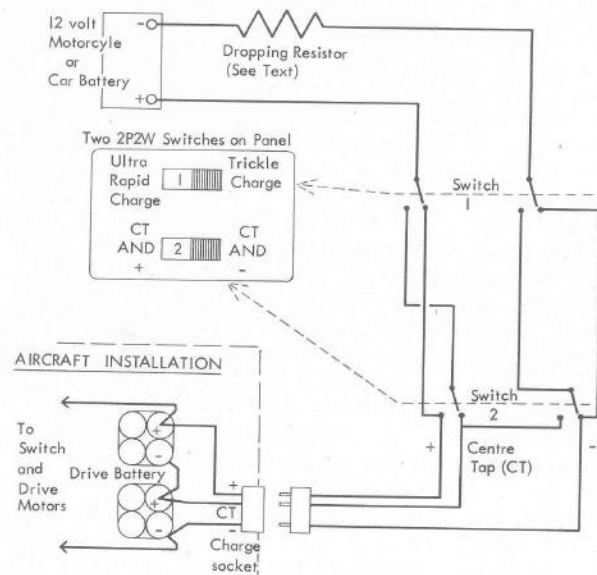 12 volt
Motorcyle
or
Car Battery
-
+
Dropping Resistor
(See Text)
Two 2P2W Switches on Panel
Ultra
Rapid
Charge
1
Trickle
Charge
CT
AND
+
2
CT
AND
-
Switch
1
Switch
2
AIRCRAFT INSTALLATION
To
Switch
and
Drive
Motors
+
-
Drive Battery
+
-
+
CT
-
Charge
socket
+
Centre
Tap (CT)
-